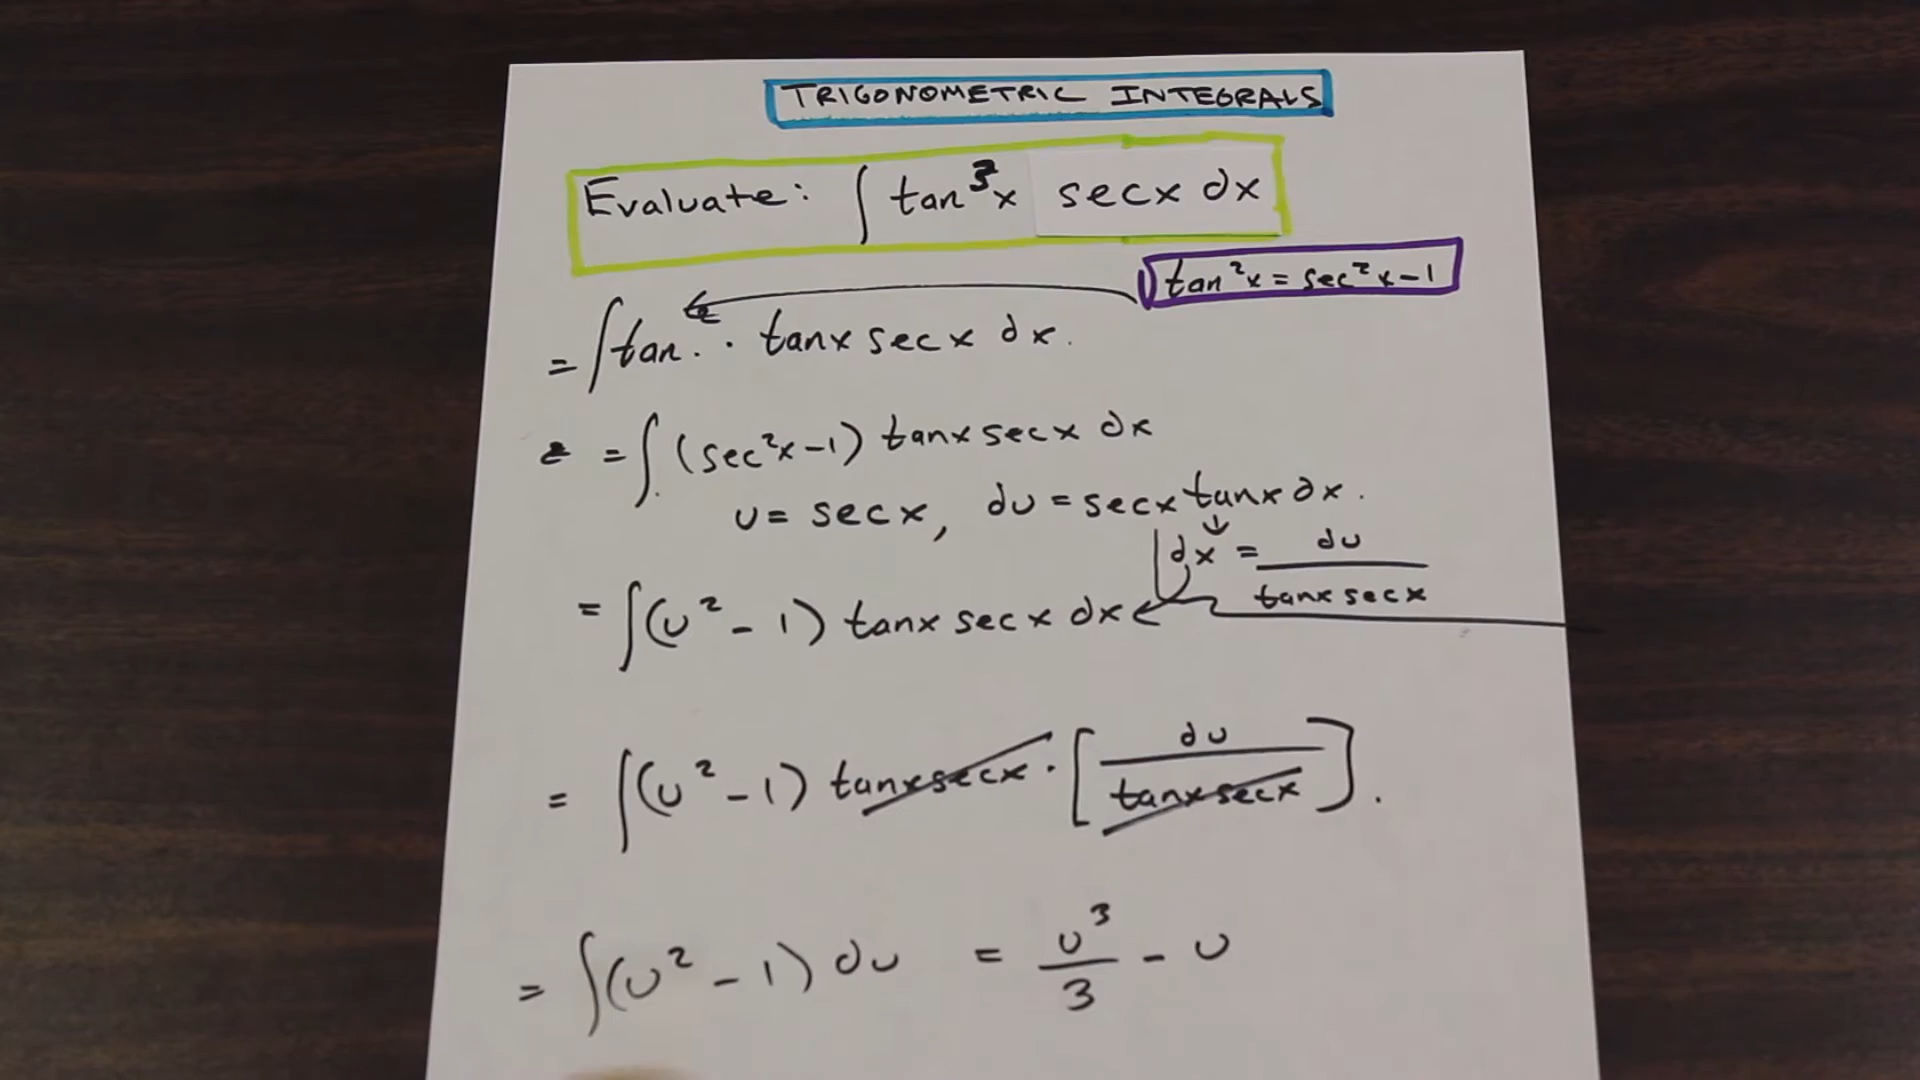 TRIGONOMETRIC INTEGRALS
Evaluate: ∫ tan³x secx dx
tan²x = sec²x-1
= ∫ tan . . tanx secx dx.
= ∫ (sec²x-1) tanx secx dx
u = secx, du = secx tanx dx.
dx = du / tanx secx
= ∫(u² - 1) tanx secx dx
= ∫(u² - 1) tanx secx · [du / tanx secx].
= ∫(u² - 1) du = u³/3 - u